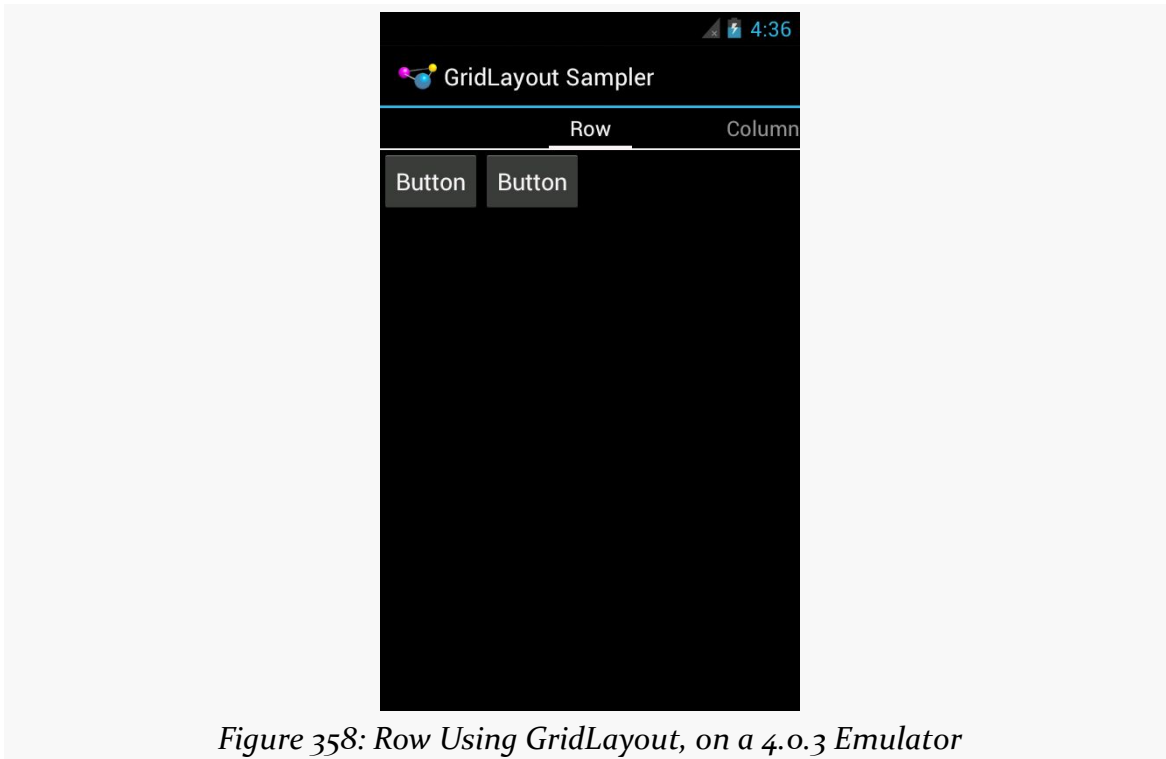 4:36
GridLayout Sampler
Row Column
Button Button
Figure 358: Row Using GridLayout, on a 4.0.3 Emulator